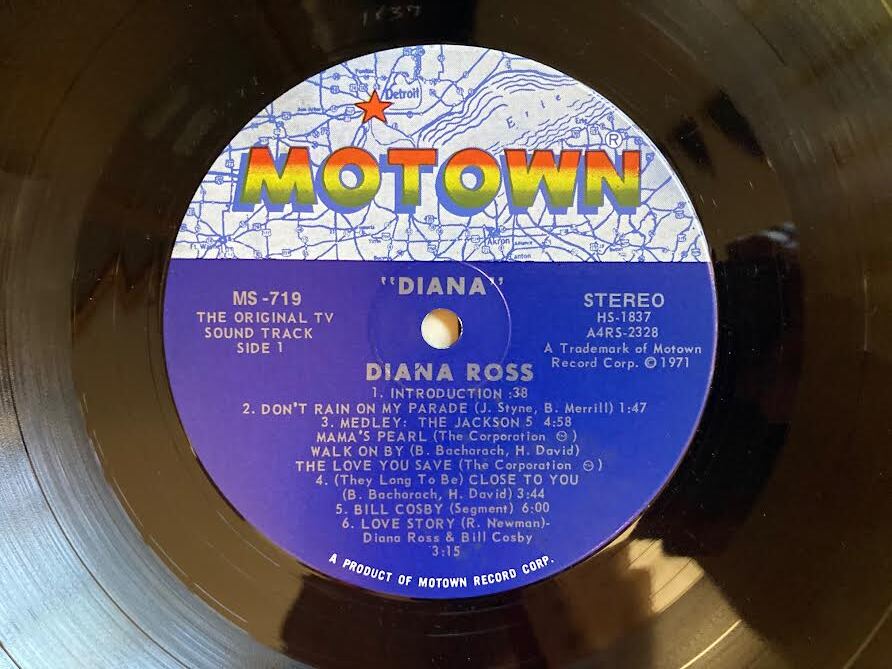 1837
Pontiac
Detroit
Erie
Erie
MOTOWN®
Akron
Alliance
Canton
"DIANA"
MS-719
THE ORIGINAL TV
SOUND TRACK
SIDE 1
STEREO
HS-1837
A4RS-2328
A Trademark of Motown
Record Corp. ©1971
DIANA ROSS
1. INTRODUCTION :38
2. DON'T RAIN ON MY PARADE (J. Styne, B. Merrill) 1:47
3. MEDLEY: THE JACKSON 5 4:58
MAMA'S PEARL (The Corporation)
WALK ON BY (B. Bacharach, H. David)
THE LOVE YOU SAVE (The Corporation)
4. (They Long To Be) CLOSE TO YOU
(B. Bacharach, H. David) 3:44
5. BILL COSBY (Segment) 6:00
6. LOVE STORY (R. Newman)-
Diana Ross & Bill Cosby
3:15
A PRODUCT OF MOTOWN RECORD CORP.